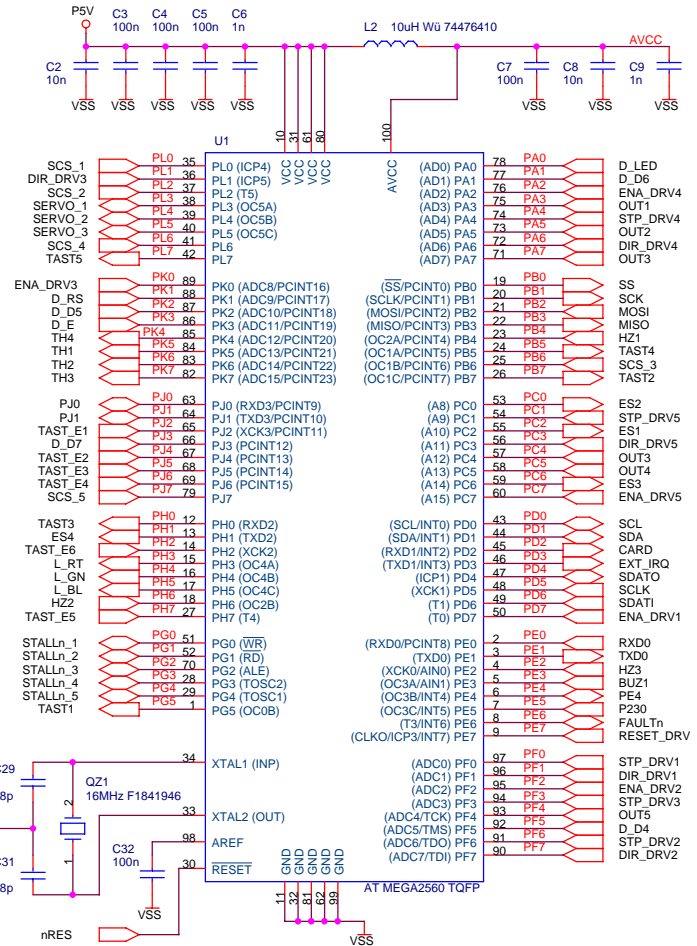 P5V
C3 100n
C4 100n
C5 100n
C6 1n
L2 10uH Wü 74476410
AVCC
C2 10n
C7 100n
C8 10n
C9 1n
VSS VSS VSS VSS VSS VSS VSS VSS
10 31 61 80 100
U1
VCC VCC VCC VCC AVCC
SCS_1 PL0 35 PL0 (ICP4)
DIR_DRV3 PL1 36 PL1 (ICP5)
SCS_2 PL2 37 PL2 (T5)
SERVO_1 PL3 38 PL3 (OC5A)
SERVO_2 PL4 39 PL4 (OC5B)
SERVO_3 PL5 40 PL5 (OC5C)
SCS_4 PL6 41 PL6
TAST5 PL7 42 PL7
(AD0) PA0 78 PA0 D_LED
(AD1) PA1 77 PA1 D_D6
(AD2) PA2 76 PA2 ENA_DRV4
(AD3) PA3 75 PA3 OUT1
(AD4) PA4 74 PA4 STP_DRV4
(AD5) PA5 73 PA5 OUT2
(AD6) PA6 72 PA6 DIR_DRV4
(AD7) PA7 71 PA7 OUT3
ENA_DRV3 PK0 89 PK0 (ADC8/PCINT16)
D_RS PK1 88 PK1 (ADC9/PCINT17)
D_D5 PK2 87 PK2 (ADC10/PCINT18)
D_E PK3 86 PK3 (ADC11/PCINT19)
TH4 PK4 85 PK4 (ADC12/PCINT20)
TH1 PK5 84 PK5 (ADC13/PCINT21)
TH2 PK6 83 PK6 (ADC14/PCINT22)
TH3 PK7 82 PK7 (ADC15/PCINT23)
(SS/PCINT0) PB0 19 PB0 SS
(SCLK/PCINT1) PB1 20 PB1 SCK
(MOSI/PCINT2) PB2 21 PB2 MOSI
(MISO/PCINT3) PB3 22 PB3 MISO
(OC2A/PCINT4) PB4 23 PB4 HZ1
(OC1A/PCINT5) PB5 24 PB5 TAST4
(OC1B/PCINT6) PB6 25 PB6 SCS_3
(OC1C/PCINT7) PB7 26 PB7 TAST2
PJ0 PJ0 63 PJ0 (RXD3/PCINT9)
PJ1 PJ1 64 PJ1 (TXD3/PCINT10)
TAST_E1 PJ2 65 PJ2 (XCK3/PCINT11)
D_D7 PJ3 66 PJ3 (PCINT12)
TAST_E2 PJ4 67 PJ4 (PCINT13)
TAST_E3 PJ5 68 PJ5 (PCINT14)
TAST_E4 PJ6 69 PJ6 (PCINT15)
SCS_5 PJ7 79 PJ7
(A8) PC0 53 PC0 ES2
(A9) PC1 54 PC1 STP_DRV5
(A10) PC2 55 PC2 ES1
(A11) PC3 56 PC3 DIR_DRV5
(A12) PC4 57 PC4 OUT3
(A13) PC5 58 PC5 OUT4
(A14) PC6 59 PC6 ES3
(A15) PC7 60 PC7 ENA_DRV5
TAST3 PH0 12 PH0 (RXD2)
ES4 PH1 13 PH1 (TXD2)
TAST_E6 PH2 14 PH2 (XCK2)
L_RT PH3 15 PH3 (OC4A)
L_GN PH4 16 PH4 (OC4B)
L_BL PH5 17 PH5 (OC4C)
HZ2 PH6 18 PH6 (OC2B)
TAST_E5 PH7 27 PH7 (T4)
(SCL/INT0) PD0 43 PD0 SCL
(SDA/INT1) PD1 44 PD1 SDA
(RXD1/INT2) PD2 45 PD2 CARD
(TXD1/INT3) PD3 46 PD3 EXT_IRQ
(ICP1) PD4 47 PD4 SDATO
(XCK1) PD5 48 PD5 SCLK
(T1) PD6 49 PD6 SDATI
(T0) PD7 50 PD7 ENA_DRV1
STALLn_1 PG0 51 PG0 (WR)
STALLn_2 PG1 52 PG1 (RD)
STALLn_3 PG2 70 PG2 (ALE)
STALLn_4 PG3 28 PG3 (TOSC2)
STALLn_5 PG4 29 PG4 (TOSC1)
TAST1 PG5 1 PG5 (OC0B)
(RXD0/PCINT8) PE0 2 PE0 RXD0
(TXD0) PE1 3 PE1 TXD0
(XCK0/AIN0) PE2 4 PE2 HZ3
(OC3A/AIN1) PE3 5 PE3 BUZ1
(OC3B/INT4) PE4 6 PE4 PE4
(OC3C/INT5) PE5 7 PE5 P230
(T3/INT6) PE6 8 PE6 FAULTn
(CLKO/ICP3/INT7) PE7 9 PE7 RESET_DRV
34 XTAL1 (INP)
33 XTAL2 (OUT)
98 AREF
30 RESET
(ADC0) PF0 97 PF0 STP_DRV1
(ADC1) PF1 96 PF1 DIR_DRV1
(ADC2) PF2 95 PF2 ENA_DRV2
(ADC3) PF3 94 PF3 STP_DRV3
(ADC4/TCK) PF4 93 PF4 OUT5
(ADC5/TMS) PF5 92 PF5 D_D4
(ADC6/TDO) PF6 91 PF6 STP_DRV2
(ADC7/TDI) PF7 90 PF7 DIR_DRV2
C29
8p
QZ1
16MHz F1841946
2
1
C31
8p
C32
100n
VSS
GND GND GND GND GND
AT MEGA2560 TQFP
11 32 81 62 99
VSS
nRES